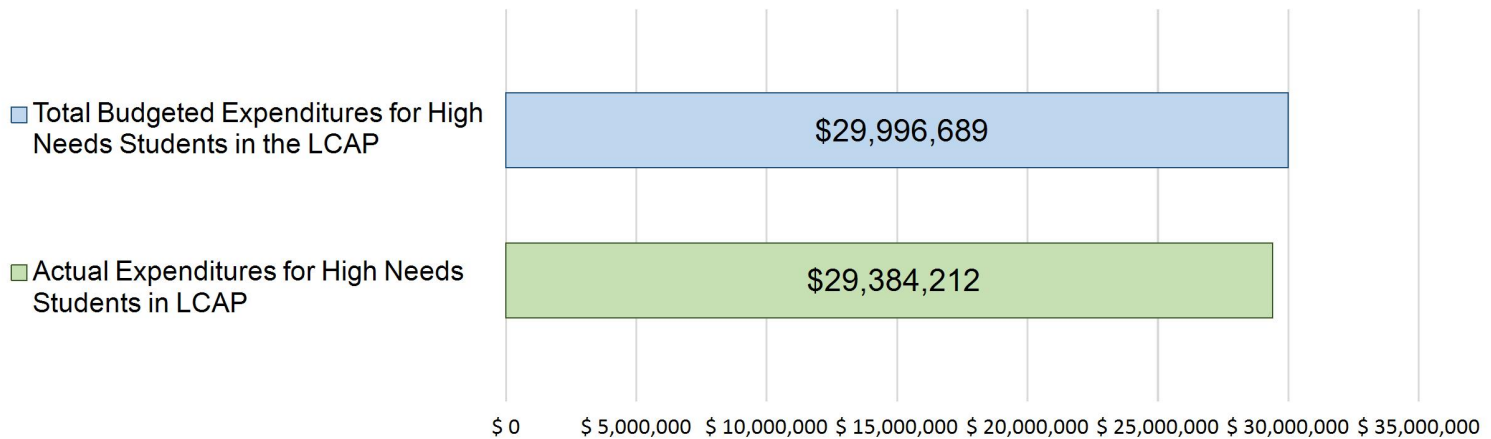 Total Budgeted Expenditures for High
Needs Students in the LCAP
$29,996,689
Actual Expenditures for High Needs
Students in LCAP
$29,384,212
$ 0 $ 5,000,000 $ 10,000,000 $ 15,000,000 $ 20,000,000 $ 25,000,000 $ 30,000,000 $ 35,000,000